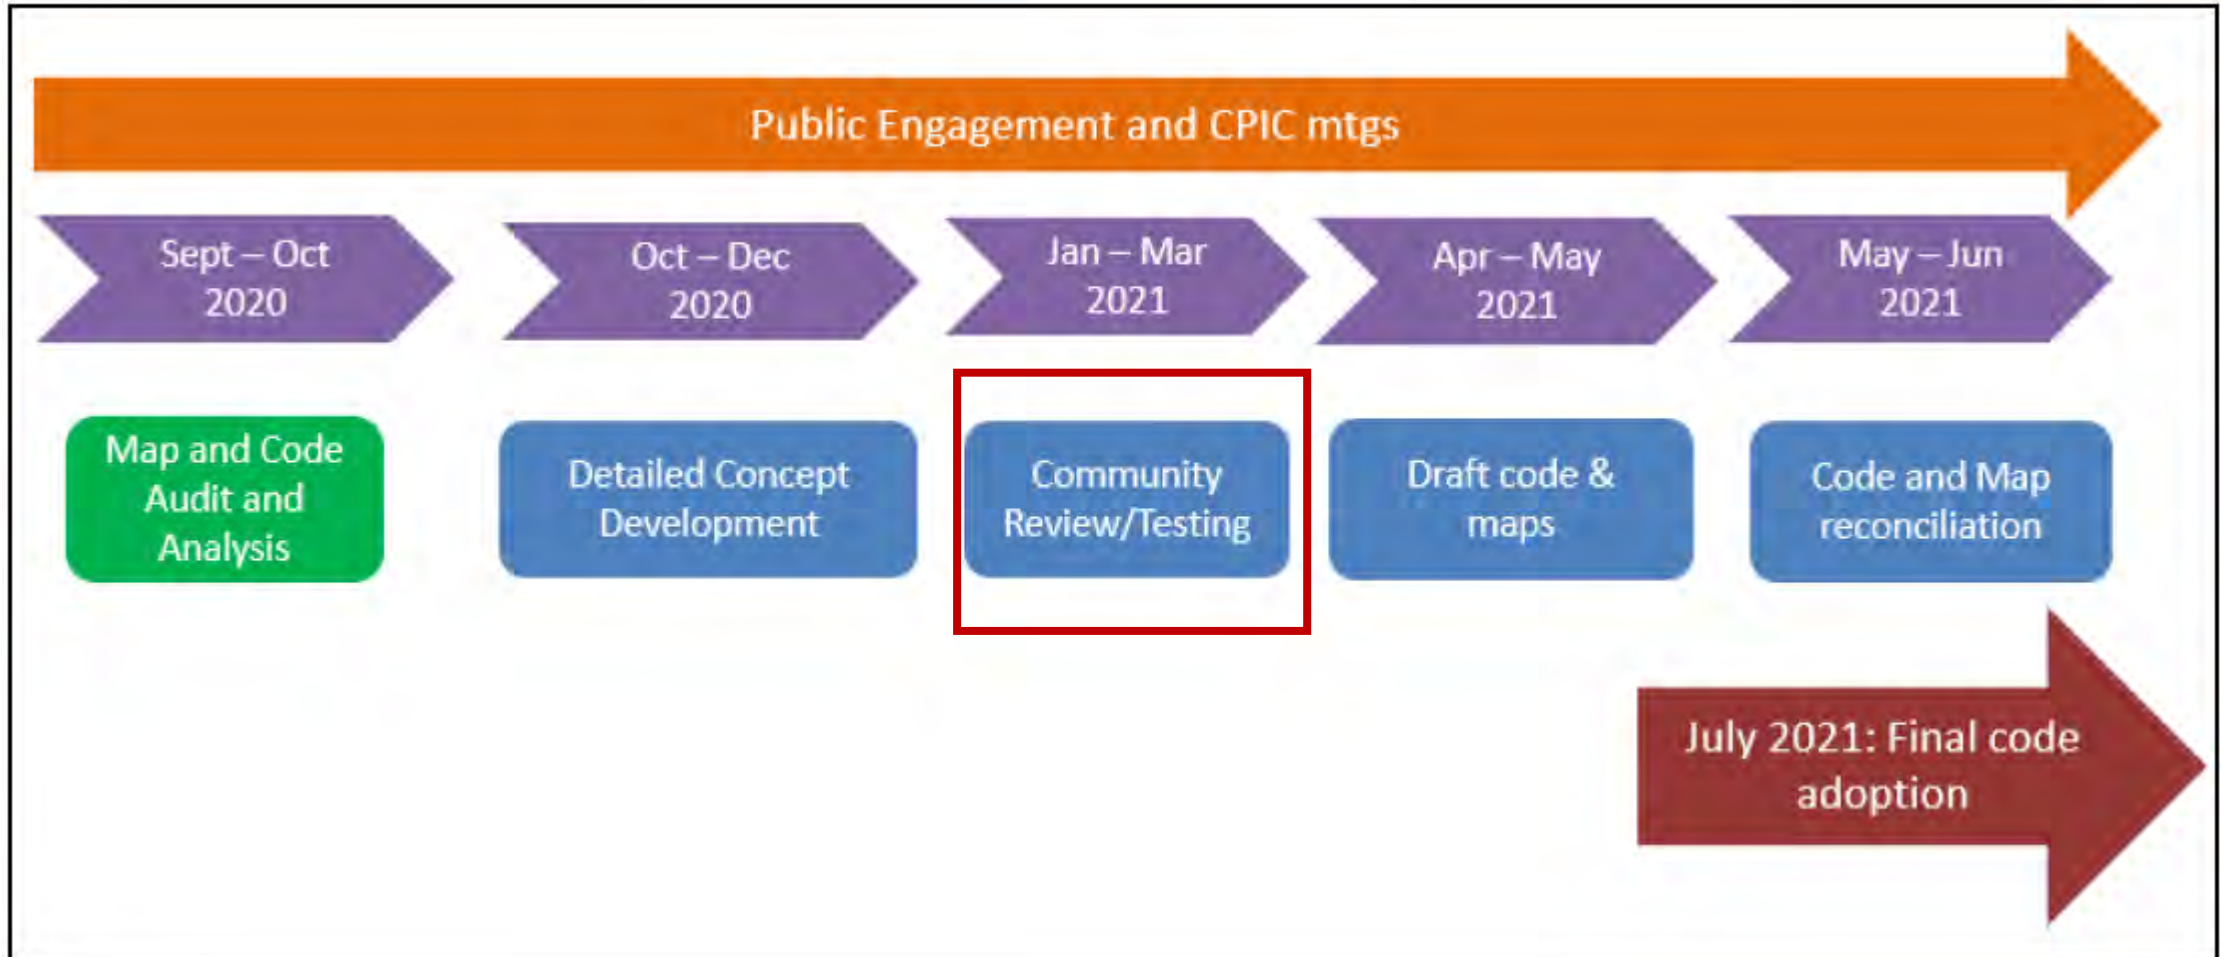 Public Engagement and CPIC mtgs
Sept – Oct
2020
Oct – Dec
2020
Jan – Mar
2021
Apr – May
2021
May – Jun
2021
Map and Code
Audit and
Analysis
Detailed Concept
Development
Community
Review/Testing
Draft code &
maps
Code and Map
reconciliation
July 2021: Final code
adoption